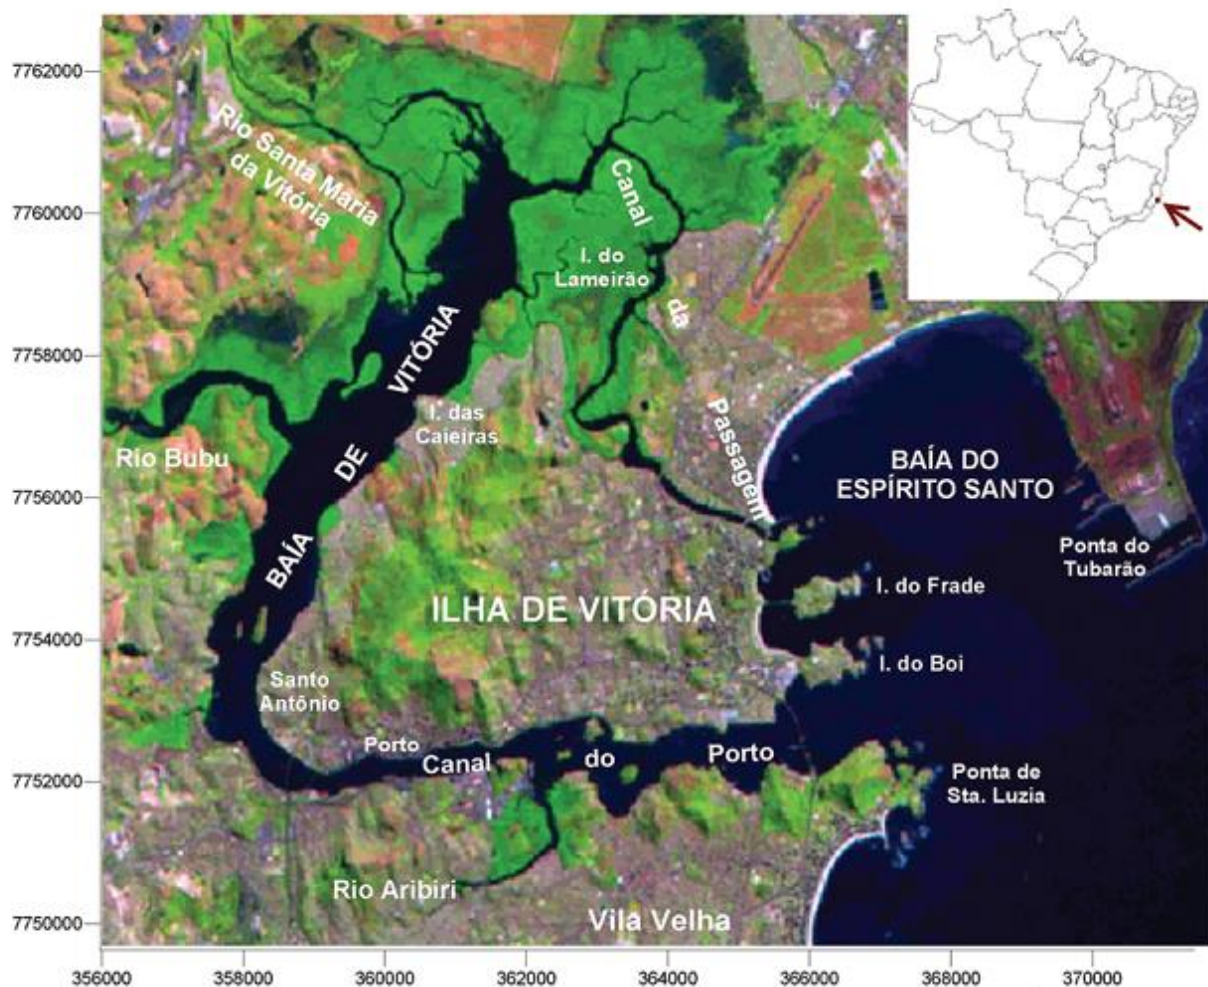 7762000
7760000
7758000
7756000
7754000
7752000
7750000
Rio Santa Maria
da Vitória
Canal
da
Passagem
I. do
Lameirão
BAÍA DE VITÓRIA
I. das
Caieiras
Rio Bubu
BAÍA DO
ESPÍRITO SANTO
Ponta do
Tubarão
I. do Frade
ILHA DE VITÓRIA
I. do Boi
Santo
Antônio
Porto
Canal do Porto
Ponta de
Sta. Luzia
Rio Aribiri
Vila Velha
356000 358000 360000 362000 364000 366000 368000 370000